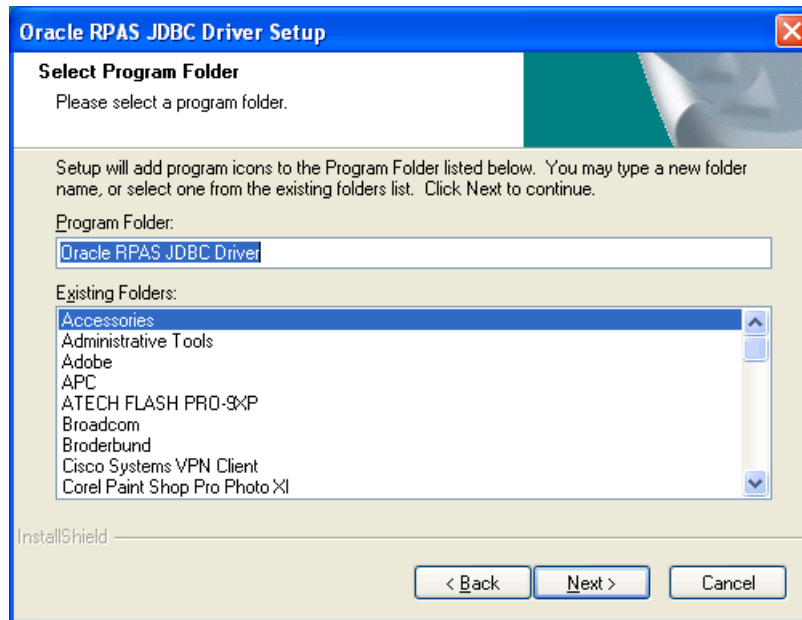 Oracle RPAS JDBC Driver Setup
Select Program Folder
Please select a program folder.
Setup will add program icons to the Program Folder listed below. You may type a new folder
name, or select one from the existing folders list. Click Next to continue.
Program Folder:
Oracle RPAS JDBC Driver
Existing Folders:
Accessories
Administrative Tools
Adobe
APC
ATECH FLASH PRO-9XP
Broadcom
Broderbund
Cisco Systems VPN Client
Corel Paint Shop Pro Photo XI
InstallShield
< Back
Next >
Cancel